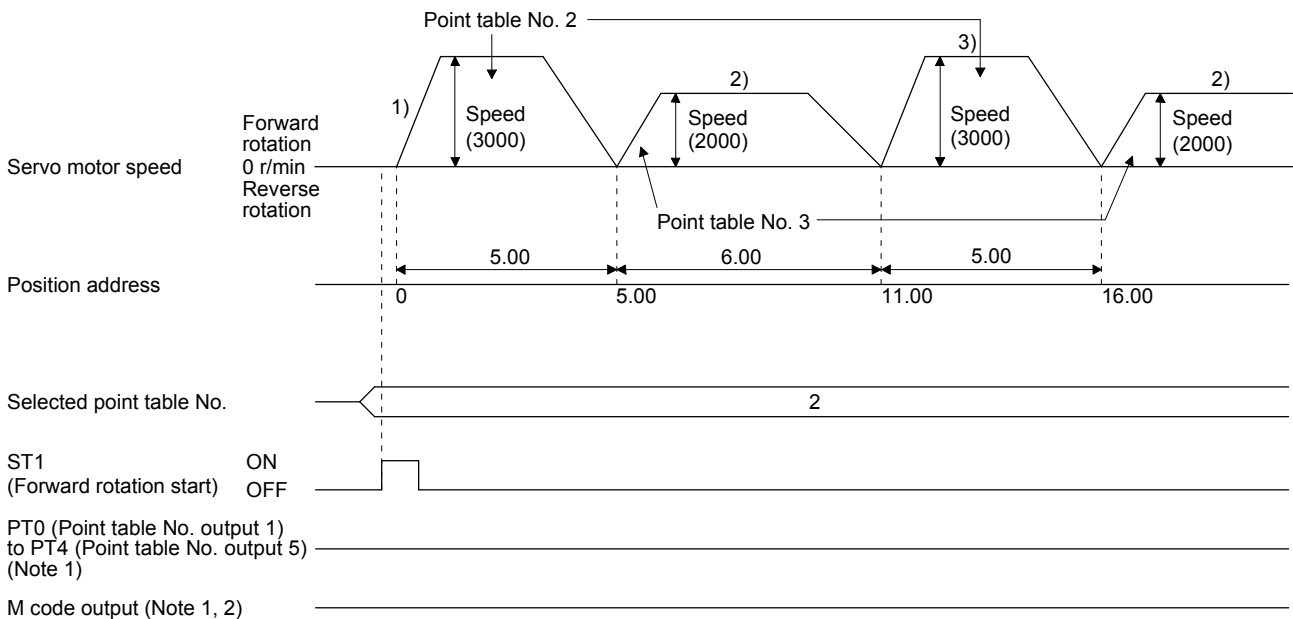 Point table No. 2
1)
2)
3)
2)
Speed
(3000)
Speed
(2000)
Speed
(3000)
Speed
(2000)
Servo motor speed
Forward
rotation
0 r/min
Reverse
rotation
Point table No. 3
5.00
6.00
5.00
Position address
0
5.00
11.00
16.00
Selected point table No.
2
ST1
(Forward rotation start)
ON
OFF
PT0 (Point table No. output 1)
to PT4 (Point table No. output 5)
(Note 1)
M code output (Note 1, 2)